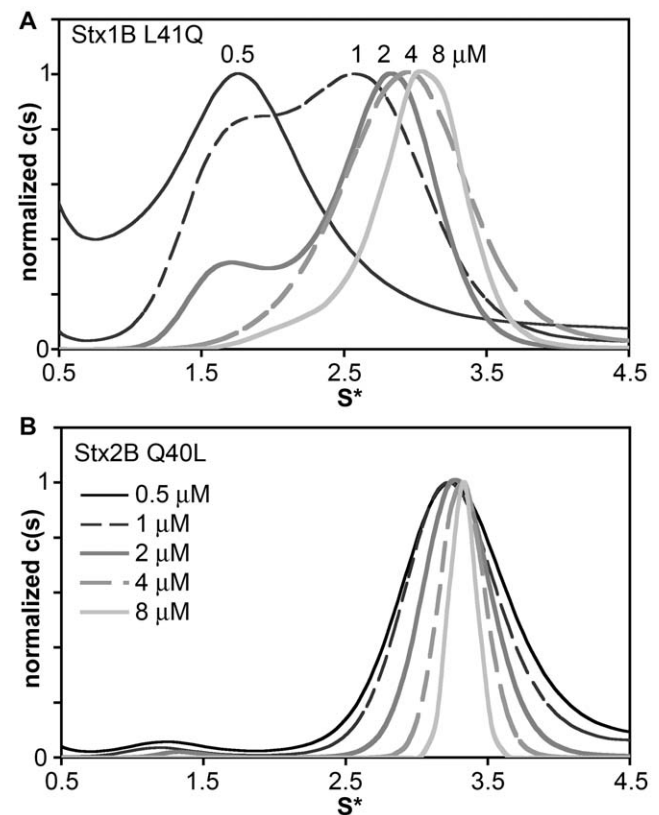 A
Stx1B L41Q
0.5 1 2 4 8 μM
1
normalized c(s)
0
0.5 1.5 2.5 3.5 4.5
S*
B
Stx2B Q40L
1
0.5 μM
1 μM
2 μM
4 μM
8 μM
normalized c(s)
0
0.5 1.5 2.5 3.5 4.5
S*